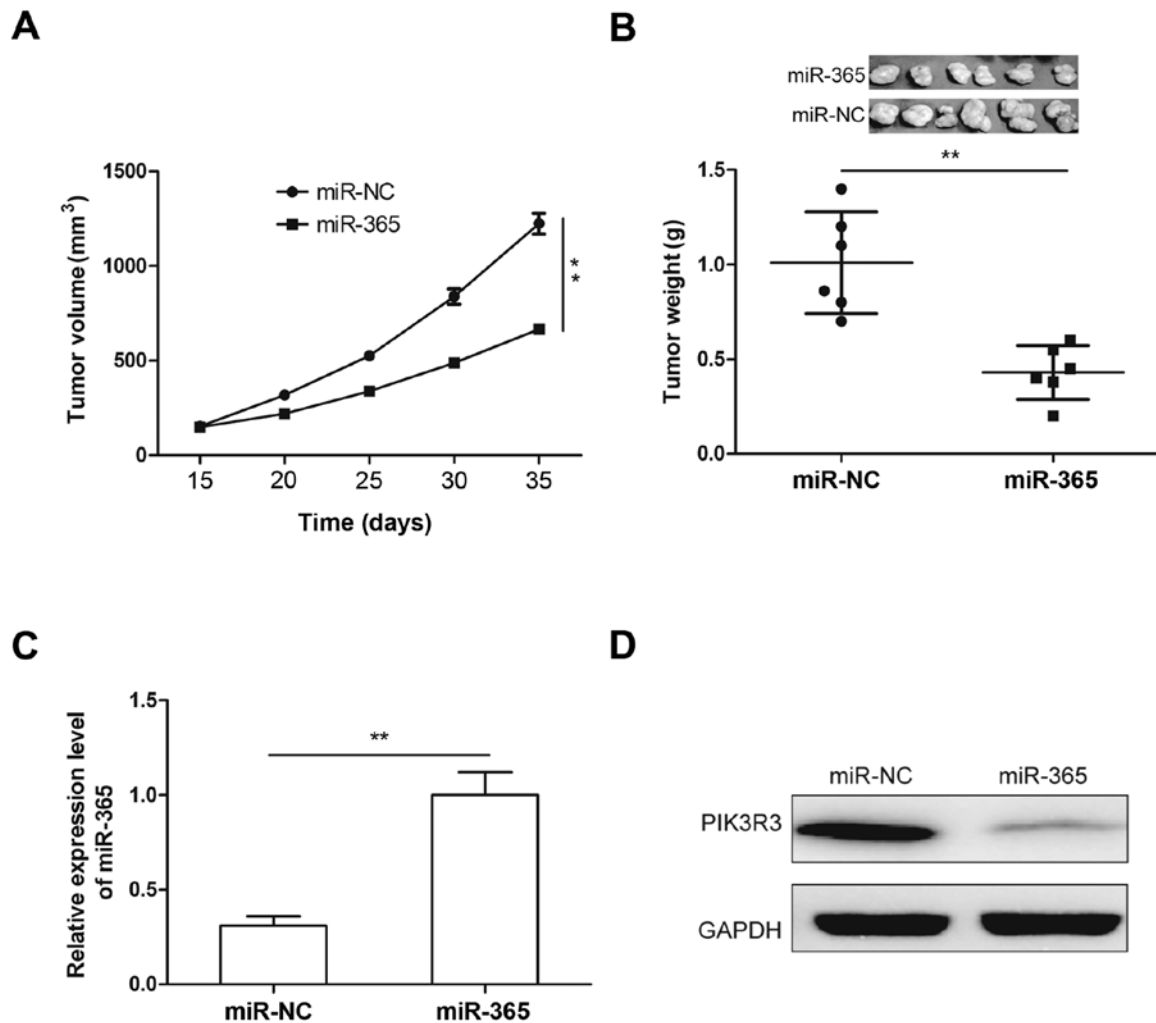 A
Tumor volume (mm³)
1500
1000
500
0
miR-NC
miR-365
**
15 20 25 30 35
Time (days)
B
miR-365
miR-NC
**
Tumor weight (g)
1.5
1.0
0.5
0.0
miR-NC miR-365
C
Relative expression level
of miR-365
1.5
1.0
0.5
0.0
**
miR-NC miR-365
D
miR-NC miR-365
PIK3R3
GAPDH